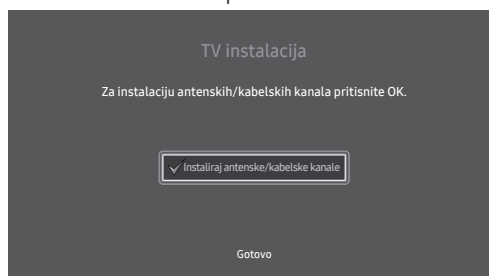 TV instalacija
Za instalaciju antenskih/kabelskih kanala pritisnite OK.
Instaliraj antenske/kabelske kanale
Gotovo